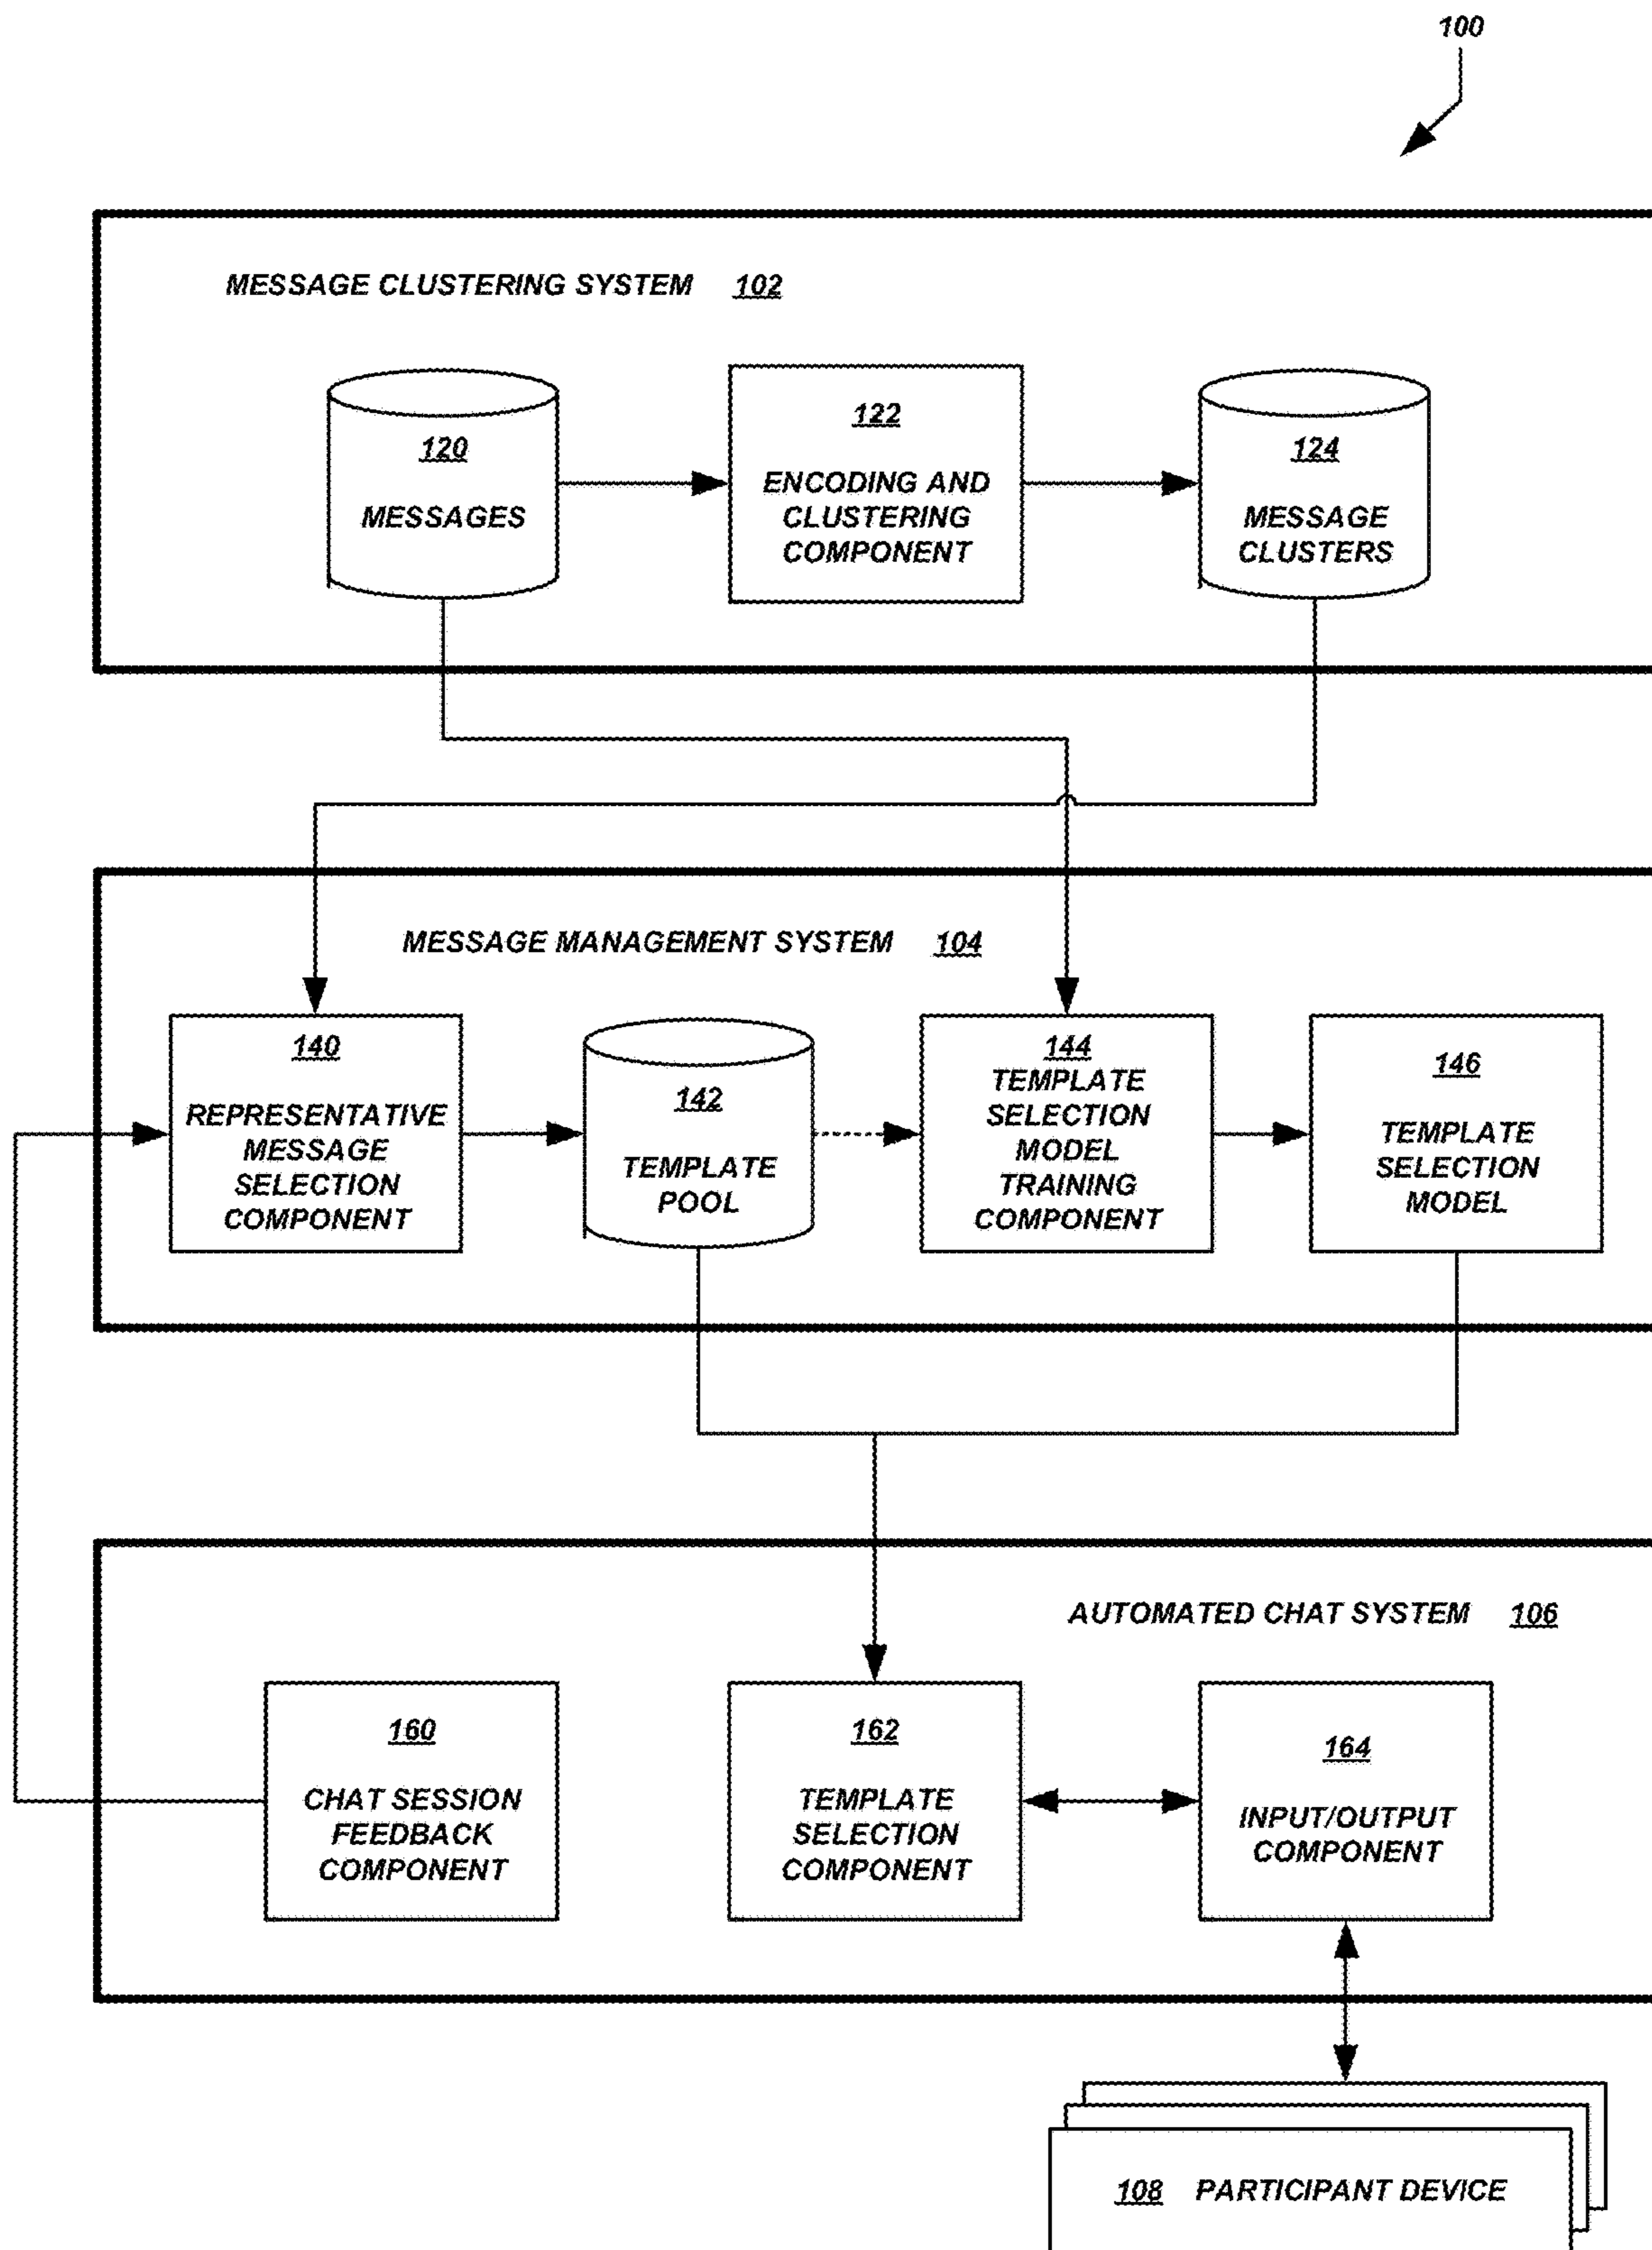 100
MESSAGE CLUSTERING SYSTEM 102
120
MESSAGES
122
ENCODING AND
CLUSTERING
COMPONENT
124
MESSAGE
CLUSTERS
MESSAGE MANAGEMENT SYSTEM 104
140
REPRESENTATIVE
MESSAGE
SELECTION
COMPONENT
142
TEMPLATE
POOL
144
TEMPLATE
SELECTION
MODEL
TRAINING
COMPONENT
146
TEMPLATE
SELECTION
MODEL
AUTOMATED CHAT SYSTEM 106
160
CHAT SESSION
FEEDBACK
COMPONENT
162
TEMPLATE
SELECTION
COMPONENT
164
INPUT/OUTPUT
COMPONENT
108 PARTICIPANT DEVICE